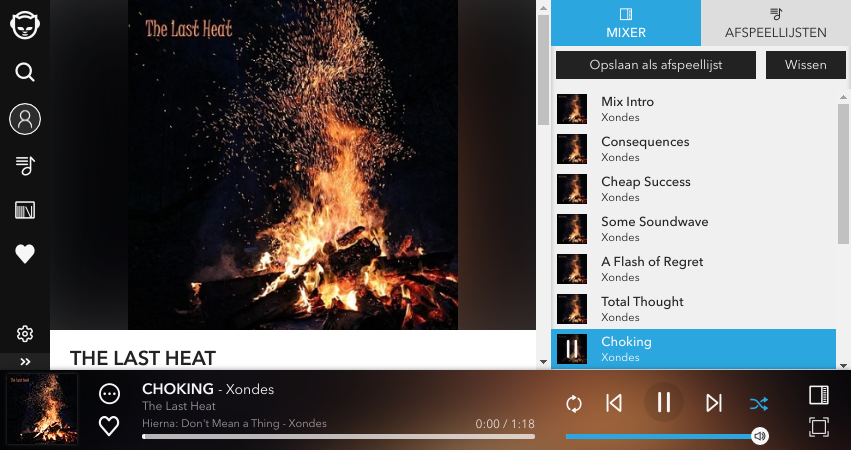 The Last Heat
MIXER
AFSPEELLIJSTEN
Opslaan als afspeellijst
Wissen
Mix Intro
Xondes
Consequences
Xondes
Cheap Success
Xondes
Some Soundwave
Xondes
A Flash of Regret
Xondes
Total Thought
Xondes
Choking
Xondes
THE LAST HEAT
CHOKING - Xondes
The Last Heat
Hierna: Don't Mean a Thing - Xondes
0:00 / 1:18